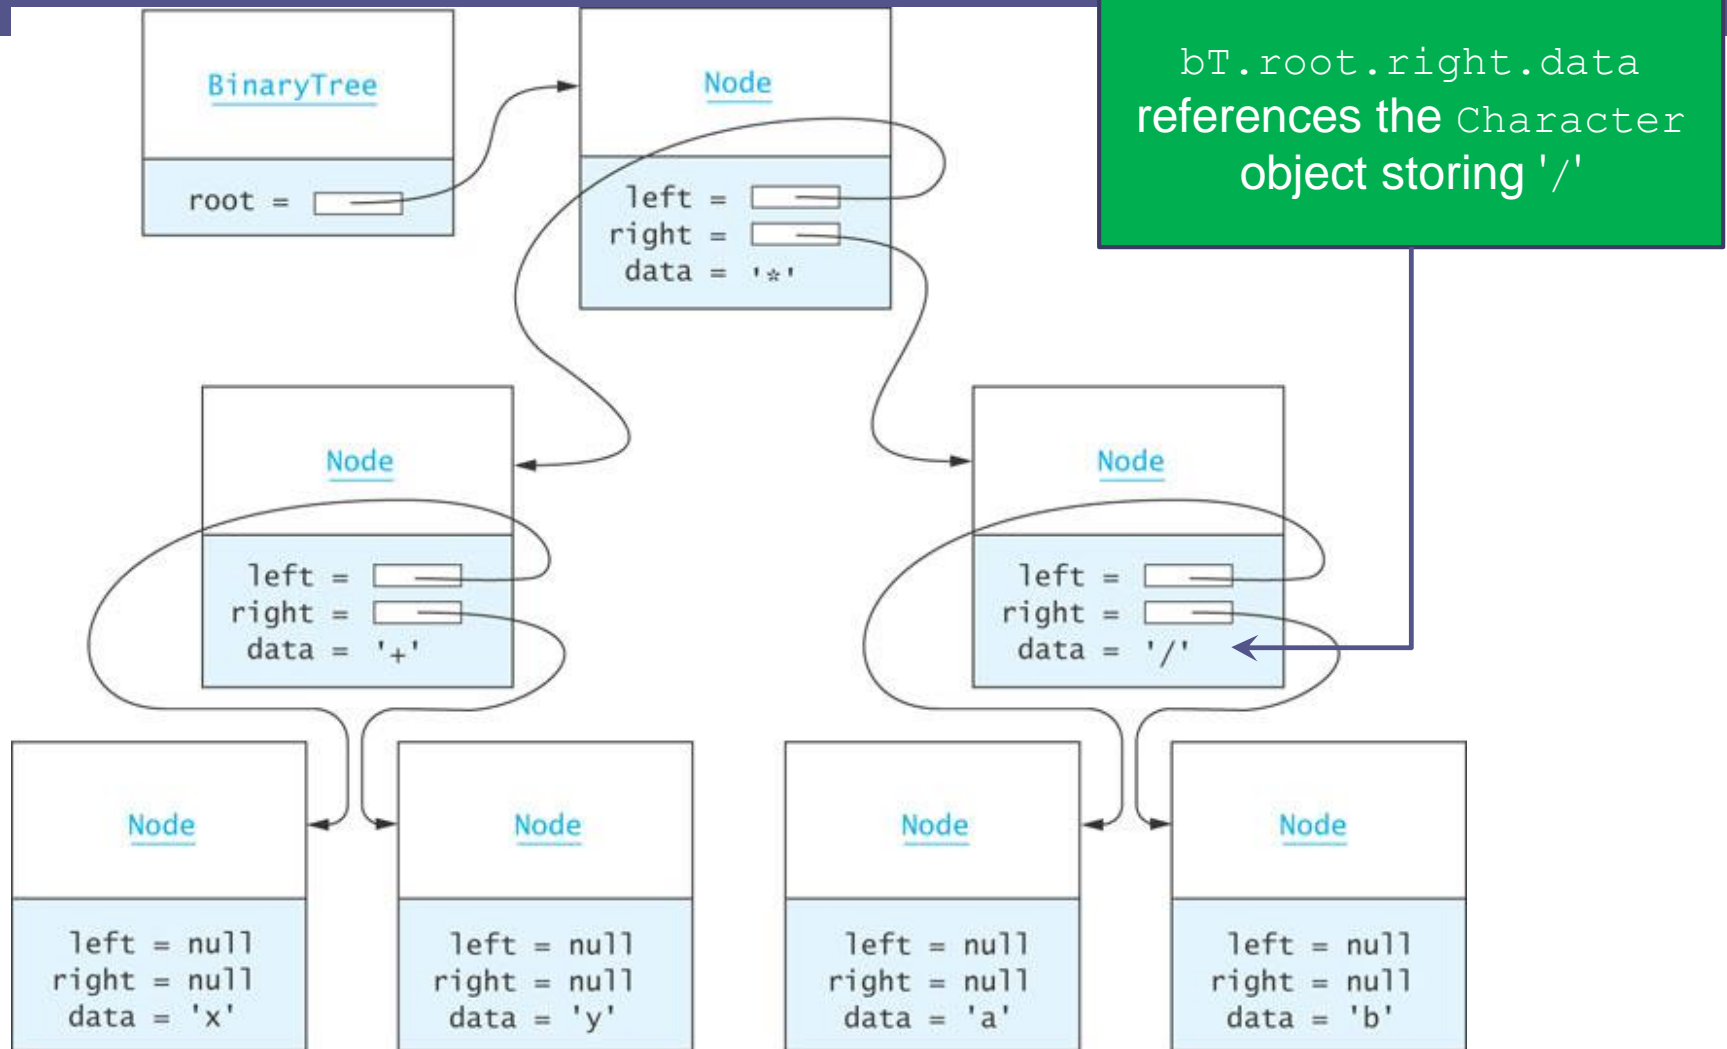 BinaryTree
root =
Node
left =
right =
data = '*'
bT.root.right.data
references the Character
object storing '/'
Node
left =
right =
data = '+'
Node
left =
right =
data = '/'
Node
left = null
right = null
data = 'x'
Node
left = null
right = null
data = 'y'
Node
left = null
right = null
data = 'a'
Node
left = null
right = null
data = 'b'